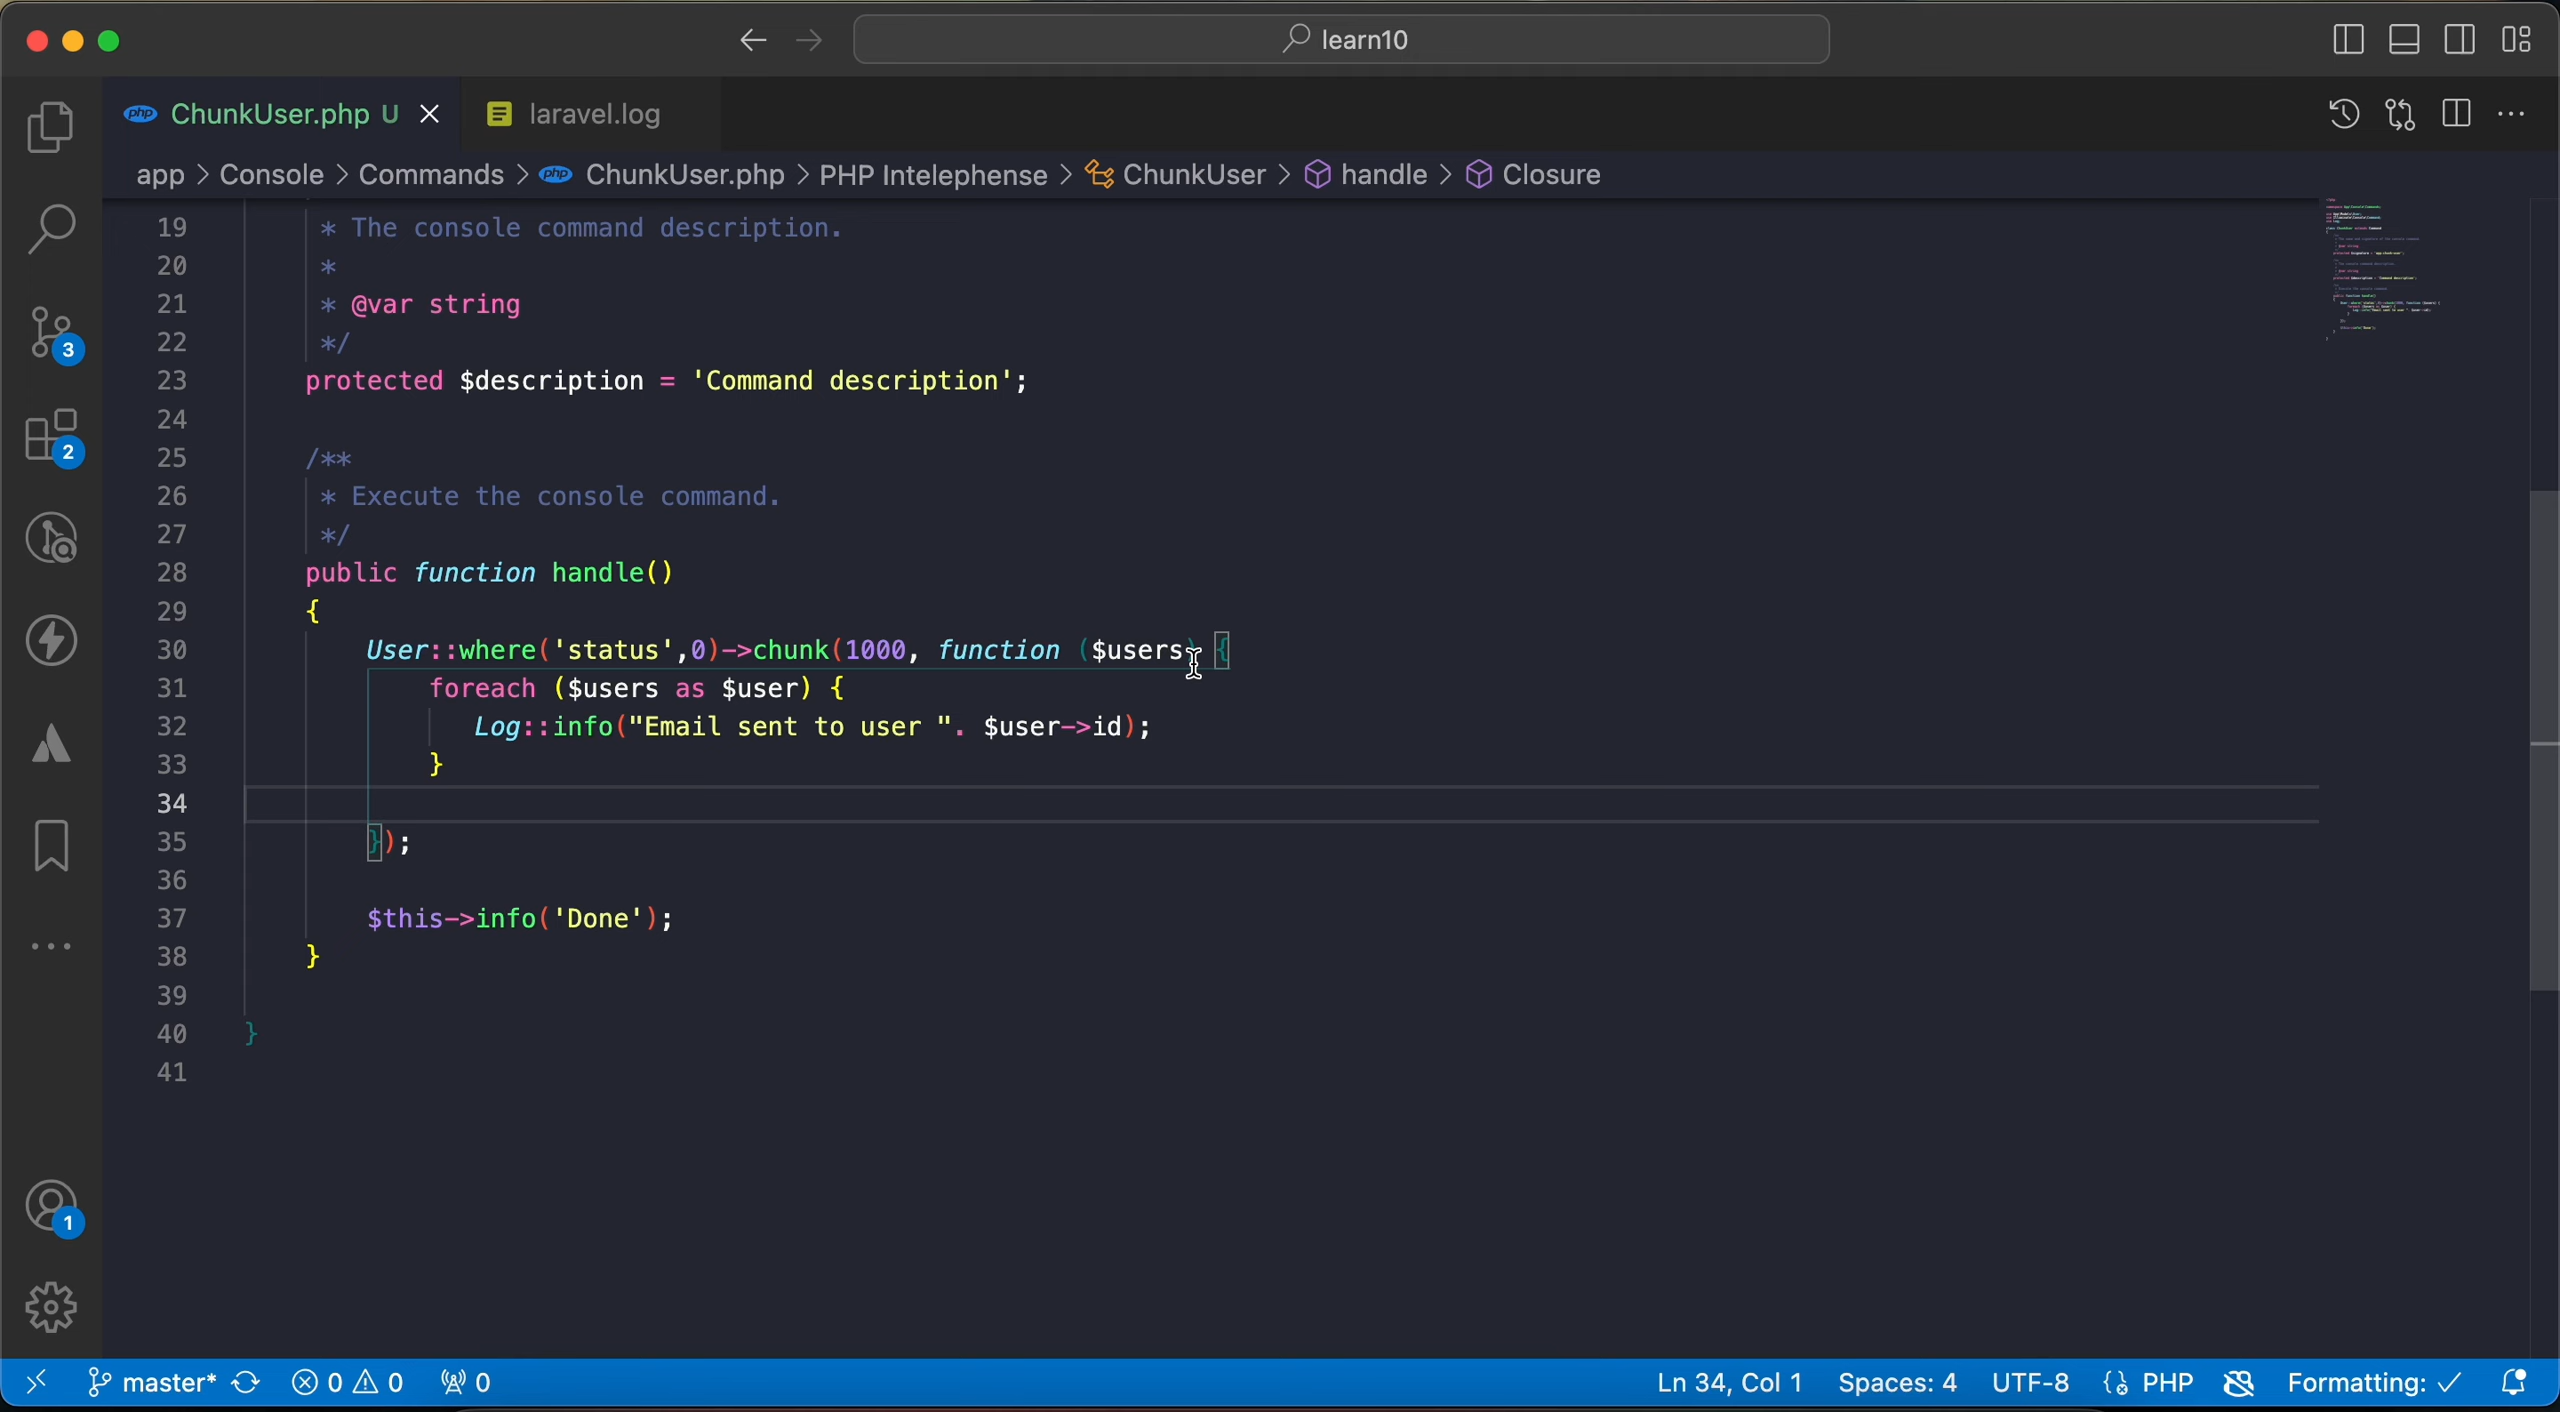 learn10
php ChunkUser.php U
laravel.log
app > Console > Commands > php ChunkUser.php > PHP Intelephense > ChunkUser > handle > Closure
19 * The console command description.
20 *
21 * @var string
22 */
23 protected $description = 'Command description';
24
25 /**
26 * Execute the console command.
27 */
28 public function handle()
29 {
30 User::where('status',0)->chunk(1000, function ($users) {
31 foreach ($users as $user) {
32 Log::info("Email sent to user ". $user->id);
33 }
34
35 });
36
37 $this->info('Done');
38 }
39
40 }
41
3
2
1
master* 0 0 0 Ln 34, Col 1 Spaces: 4 UTF-8 PHP Formatting: ✓